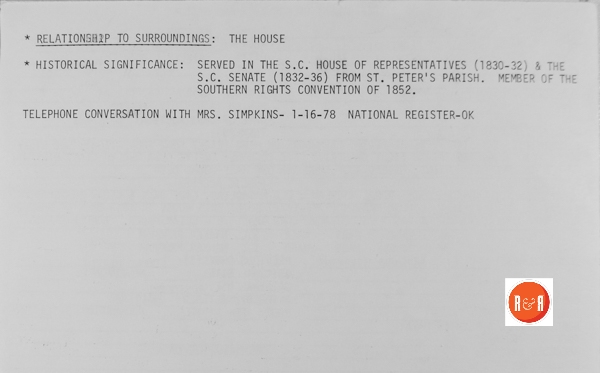 * RELATIONSHIP TO SURROUNDINGS: THE HOUSE
* HISTORICAL SIGNIFICANCE: SERVED IN THE S.C. HOUSE OF REPRESENTATIVES (1830-32) & THE
S.C. SENATE (1832-36) FROM ST. PETER'S PARISH. MEMBER OF THE
SOUTHERN RIGHTS CONVENTION OF 1852.
TELEPHONE CONVERSATION WITH MRS. SIMPKINS- 1-16-78 NATIONAL REGISTER-OK
R&R